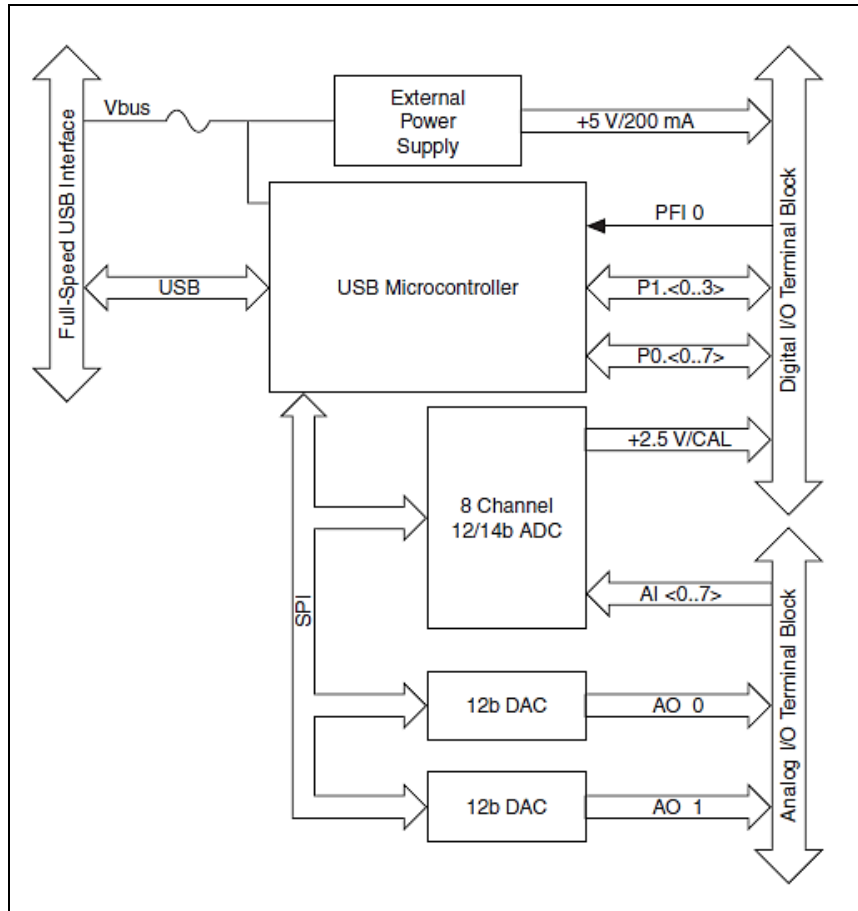 Full-Speed USB Interface
Vbus
External
Power
Supply
+5 V/200 mA
PFI 0
USB
USB Microcontroller
P1.<0..3>
P0.<0..7>
Digital I/O Terminal Block
+2.5 V/CAL
8 Channel
12/14b ADC
AI <0..7>
SPI
12b DAC
AO 0
12b DAC
AO 1
Analog I/O Terminal Block